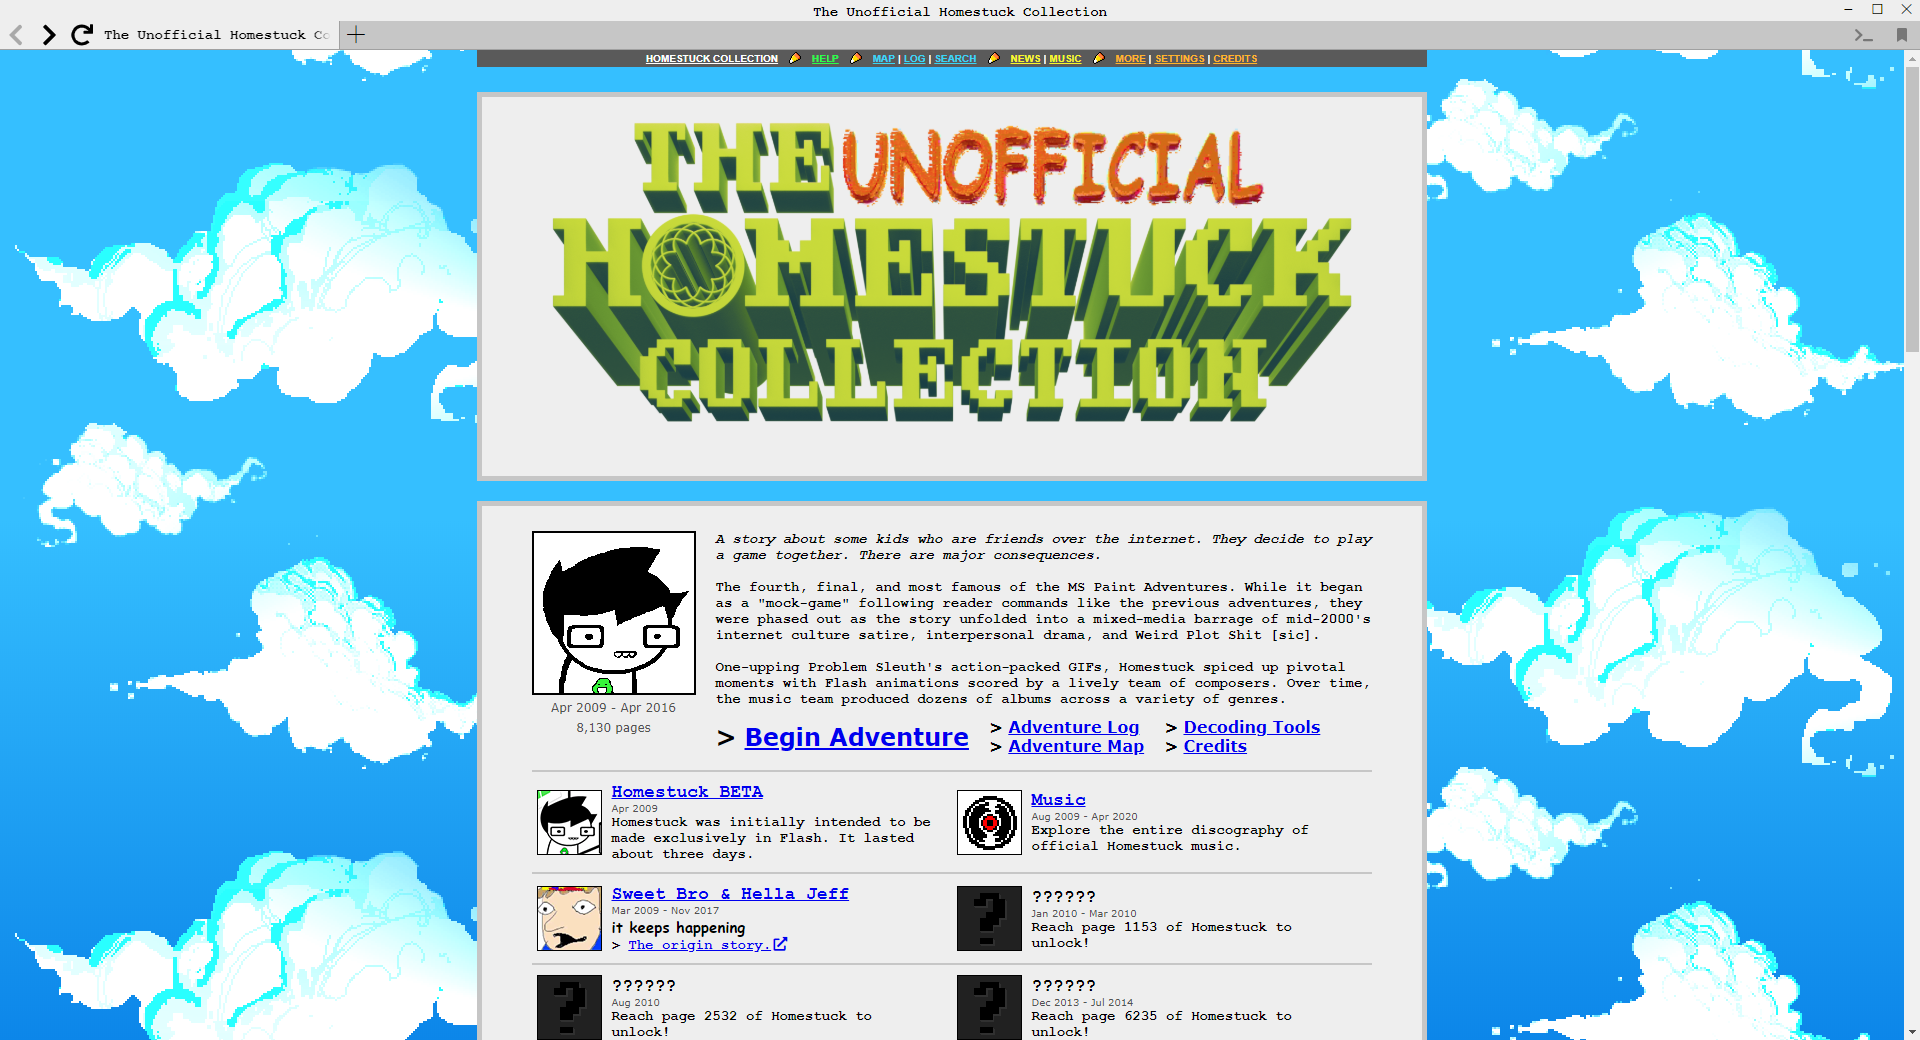 The Unofficial Homestuck Collection
The Unofficial Homestuck Co
HOMESTUCK COLLECTION HELP MAP | LOG | SEARCH NEWS | MUSIC MORE | SETTINGS | CREDITS
THE UNOFFICIAL
HOMESTUCK
COLLECTION
A story about some kids who are friends over the internet. They decide to play
a game together. There are major consequences.
The fourth, final, and most famous of the MS Paint Adventures. While it began
as a "mock-game" following reader commands like the previous adventures, they
were phased out as the story unfolded into a mixed-media barrage of mid-2000's
internet culture satire, interpersonal drama, and Weird Plot Shit [sic].
One-upping Problem Sleuth's action-packed GIFs, Homestuck spiced up pivotal
moments with Flash animations scored by a lively team of composers. Over time,
the music team produced dozens of albums across a variety of genres.
Apr 2009 - Apr 2016
8,130 pages
> Begin Adventure
> Adventure Log
> Adventure Map
> Decoding Tools
> Credits
Homestuck BETA
Apr 2009
Homestuck was initially intended to be
made exclusively in Flash. It lasted
about three days.
Music
Aug 2009 - Apr 2020
Explore the entire discography of
official Homestuck music.
Sweet Bro & Hella Jeff
Mar 2009 - Nov 2017
it keeps happening
> The origin story.
?
??????
Jan 2010 - Mar 2010
Reach page 1153 of Homestuck to
unlock!
?
??????
Aug 2010
Reach page 2532 of Homestuck to
unlock!
?
??????
Dec 2013 - Jul 2014
Reach page 6235 of Homestuck to
unlock!